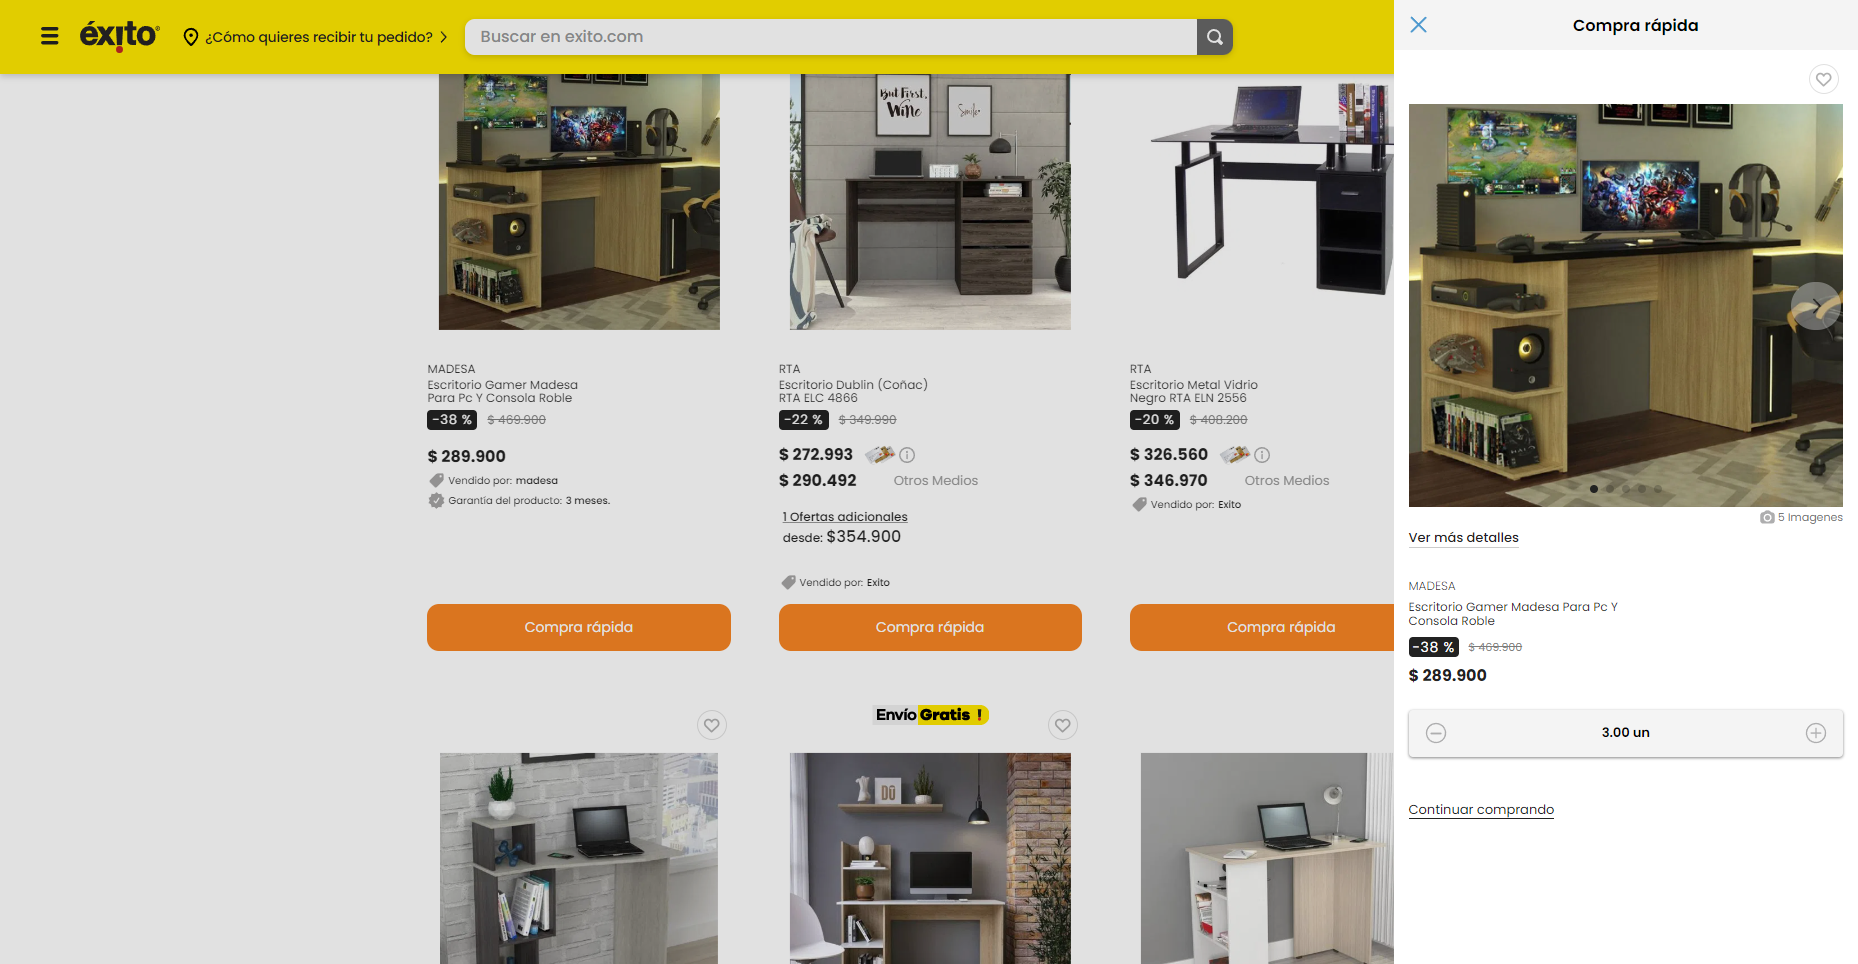 éxito
¿Cómo quieres recibir tu pedido?
Buscar en exito.com
But First,
Wine
Smile
MADESA
Escritorio Gamer Madesa
Para Pc Y Consola Roble
-38 % $ 469.900
$ 289.900
Vendido por: madesa
Garantía del producto: 3 meses.
Compra rápida
RTA
Escritorio Dublin (Coñac)
RTA ELC 4866
-22 % $ 349.990
$ 272.993
$ 290.492 Otros Medios
1 Ofertas adicionales
desde: $354.900
Vendido por: Exito
Compra rápida
RTA
Escritorio Metal Vidrio
Negro RTA ELN 2556
-20 % $ 408.200
$ 326.560
$ 346.970 Otros Medios
Vendido por: Exito
Compra rápida
Envío Gratis !
Compra rápida
5 Imagenes
Ver más detalles
MADESA
Escritorio Gamer Madesa Para Pc Y
Consola Roble
-38 % $ 469.900
$ 289.900
3.00 un
Continuar comprando